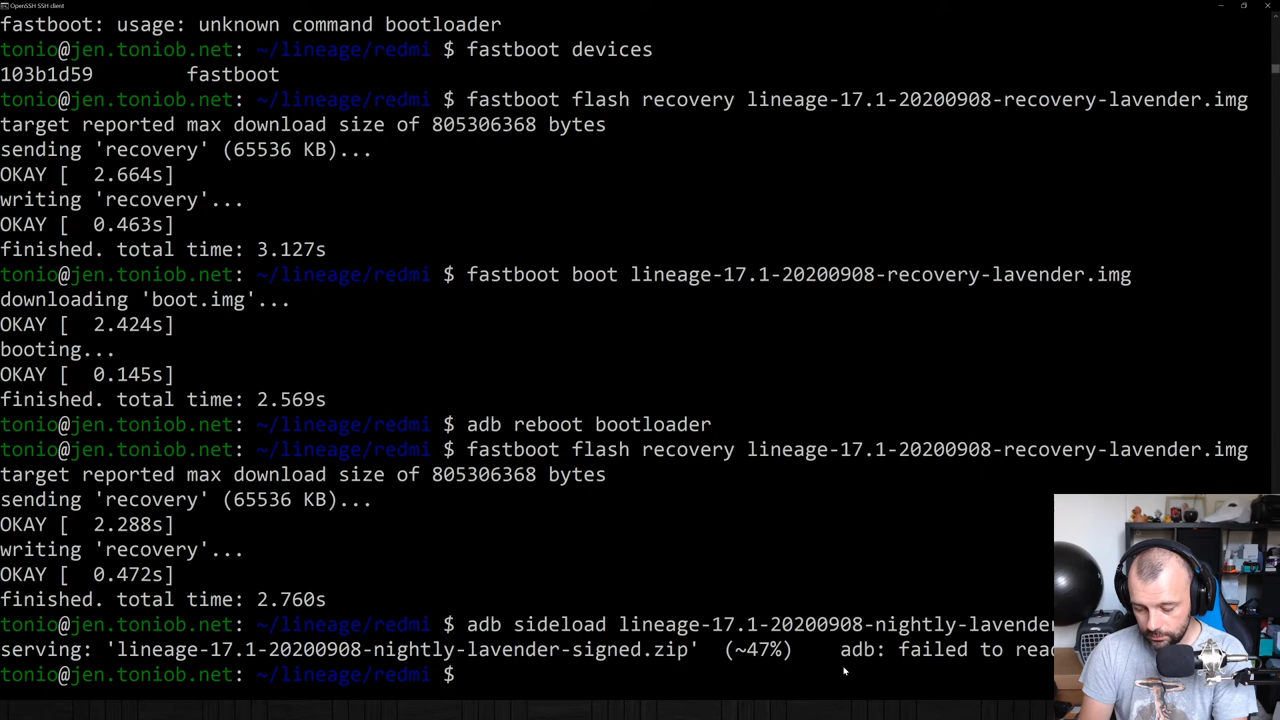 OpenSSH SSH client
fastboot: usage: unknown command bootloader
tonio@jen.toniob.net: ~/lineage/redmi $ fastboot devices
103b1d59        fastboot
tonio@jen.toniob.net: ~/lineage/redmi $ fastboot flash recovery lineage-17.1-20200908-recovery-lavender.img
target reported max download size of 805306368 bytes
sending 'recovery' (65536 KB)...
OKAY [  2.664s]
writing 'recovery'...
OKAY [  0.463s]
finished. total time: 3.127s
tonio@jen.toniob.net: ~/lineage/redmi $ fastboot boot lineage-17.1-20200908-recovery-lavender.img
downloading 'boot.img'...
OKAY [  2.424s]
booting...
OKAY [  0.145s]
finished. total time: 2.569s
tonio@jen.toniob.net: ~/lineage/redmi $ adb reboot bootloader
tonio@jen.toniob.net: ~/lineage/redmi $ fastboot flash recovery lineage-17.1-20200908-recovery-lavender.img
target reported max download size of 805306368 bytes
sending 'recovery' (65536 KB)...
OKAY [  2.288s]
writing 'recovery'...
OKAY [  0.472s]
finished. total time: 2.760s
tonio@jen.toniob.net: ~/lineage/redmi $ adb sideload lineage-17.1-20200908-nightly-lavender
serving: 'lineage-17.1-20200908-nightly-lavender-signed.zip'  (~47%)    adb: failed to rea
tonio@jen.toniob.net: ~/lineage/redmi $